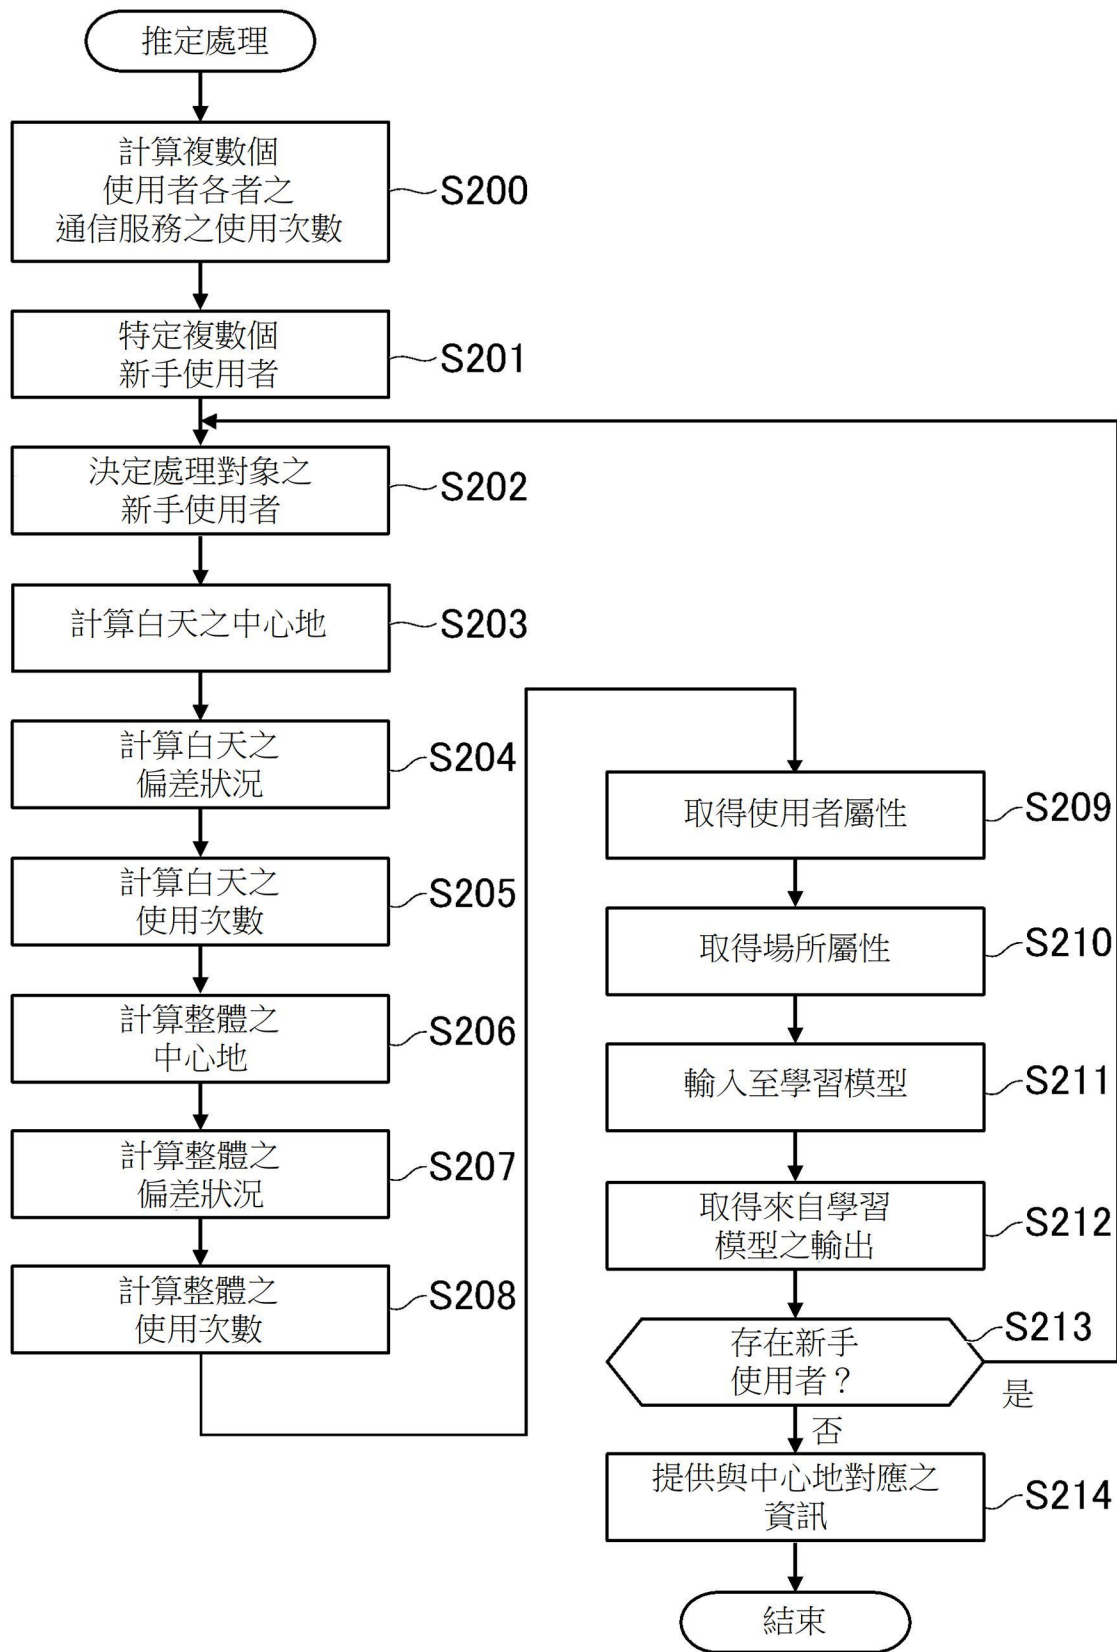 推定處理
計算複數個
使用者各者之
通信服務之使用次數
S200
特定複數個
新手使用者
S201
決定處理對象之
新手使用者
S202
計算白天之中心地
S203
計算白天之
偏差狀況
S204
計算白天之
使用次數
S205
計算整體之
中心地
S206
計算整體之
偏差狀況
S207
計算整體之
使用次數
S208
取得使用者屬性
S209
取得場所屬性
S210
輸入至學習模型
S211
取得來自學習
模型之輸出
S212
存在新手
使用者？
S213
是
否
提供與中心地對應之
資訊
S214
結束